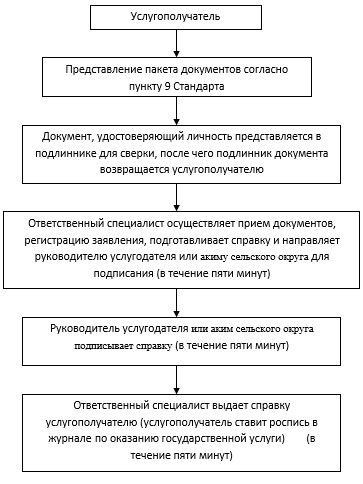 Услугополучатель
Представление пакета документов согласно
пункту 9 Стандарта
Документ, удостоверяющий личность представляется в
подлиннике для сверки, после чего подлинник документа
возвращается услугополучателю
Ответственный специалист осуществляет прием документов,
регистрацию заявления, подготавливает справку и направляет
руководителю услугодателя или акиму сельского округа для
подписания (в течение пяти минут)
Руководитель услугодателя или аким сельского округа
подписывает справку (в течение пяти минут)
Ответственный специалист выдает справку
услугополучателю (услугополучатель ставит роспись в
журнале по оказанию государственной услуги) (в
течение пяти минут)